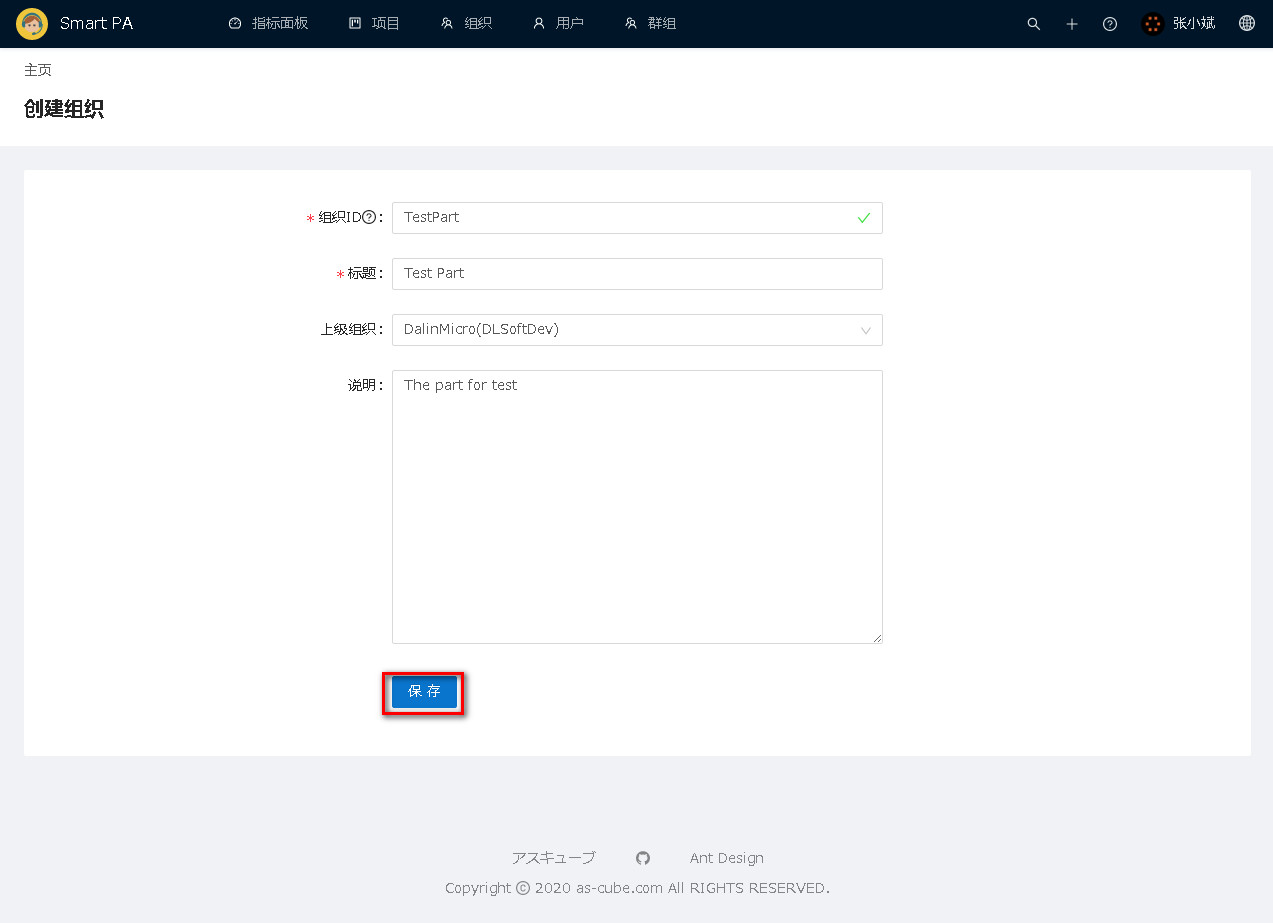 Smart PA 指标面板 项目 组织 用户 群组 张小斌
主页
创建组织
* 组织ID: TestPart
* 标题: Test Part
上级组织: DalinMicro(DLSoftDev)
说明: The part for test
保 存
アスキューブ Ant Design
Copyright © 2020 as-cube.com All RIGHTS RESERVED.